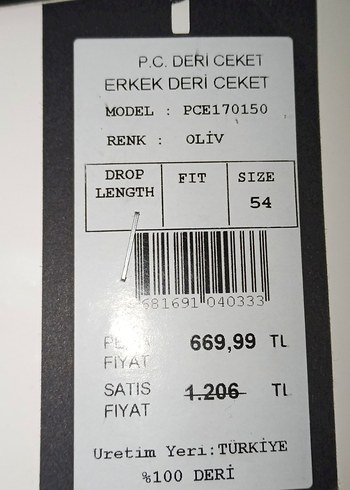 P.C. DERİ CEKET
ERKEK DERİ CEKET
MODEL : PCE170150
RENK : OLİV
DROP LENGTH FIT SIZE
54
681691 040333
669,99 TL
FIYAT
SATIS 1.206 TL
FIYAT
Uretim Yeri:TÜRKİYE
%100 DERİ